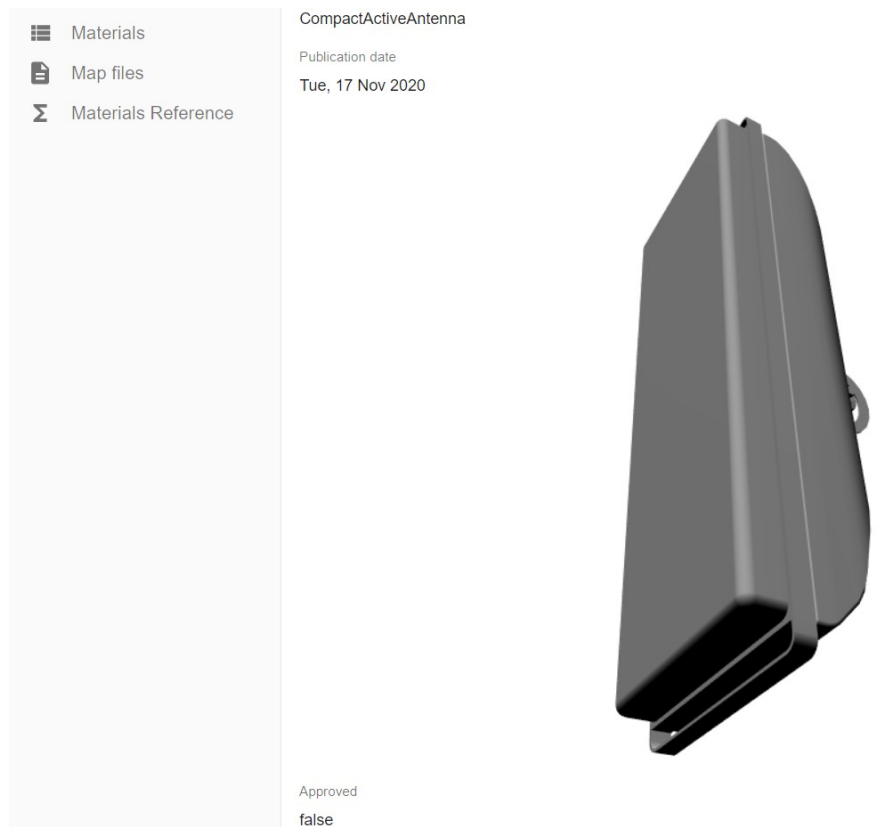 Materials
Map files
Materials Reference
CompactActiveAntenna
Publication date
Tue, 17 Nov 2020
Approved
false